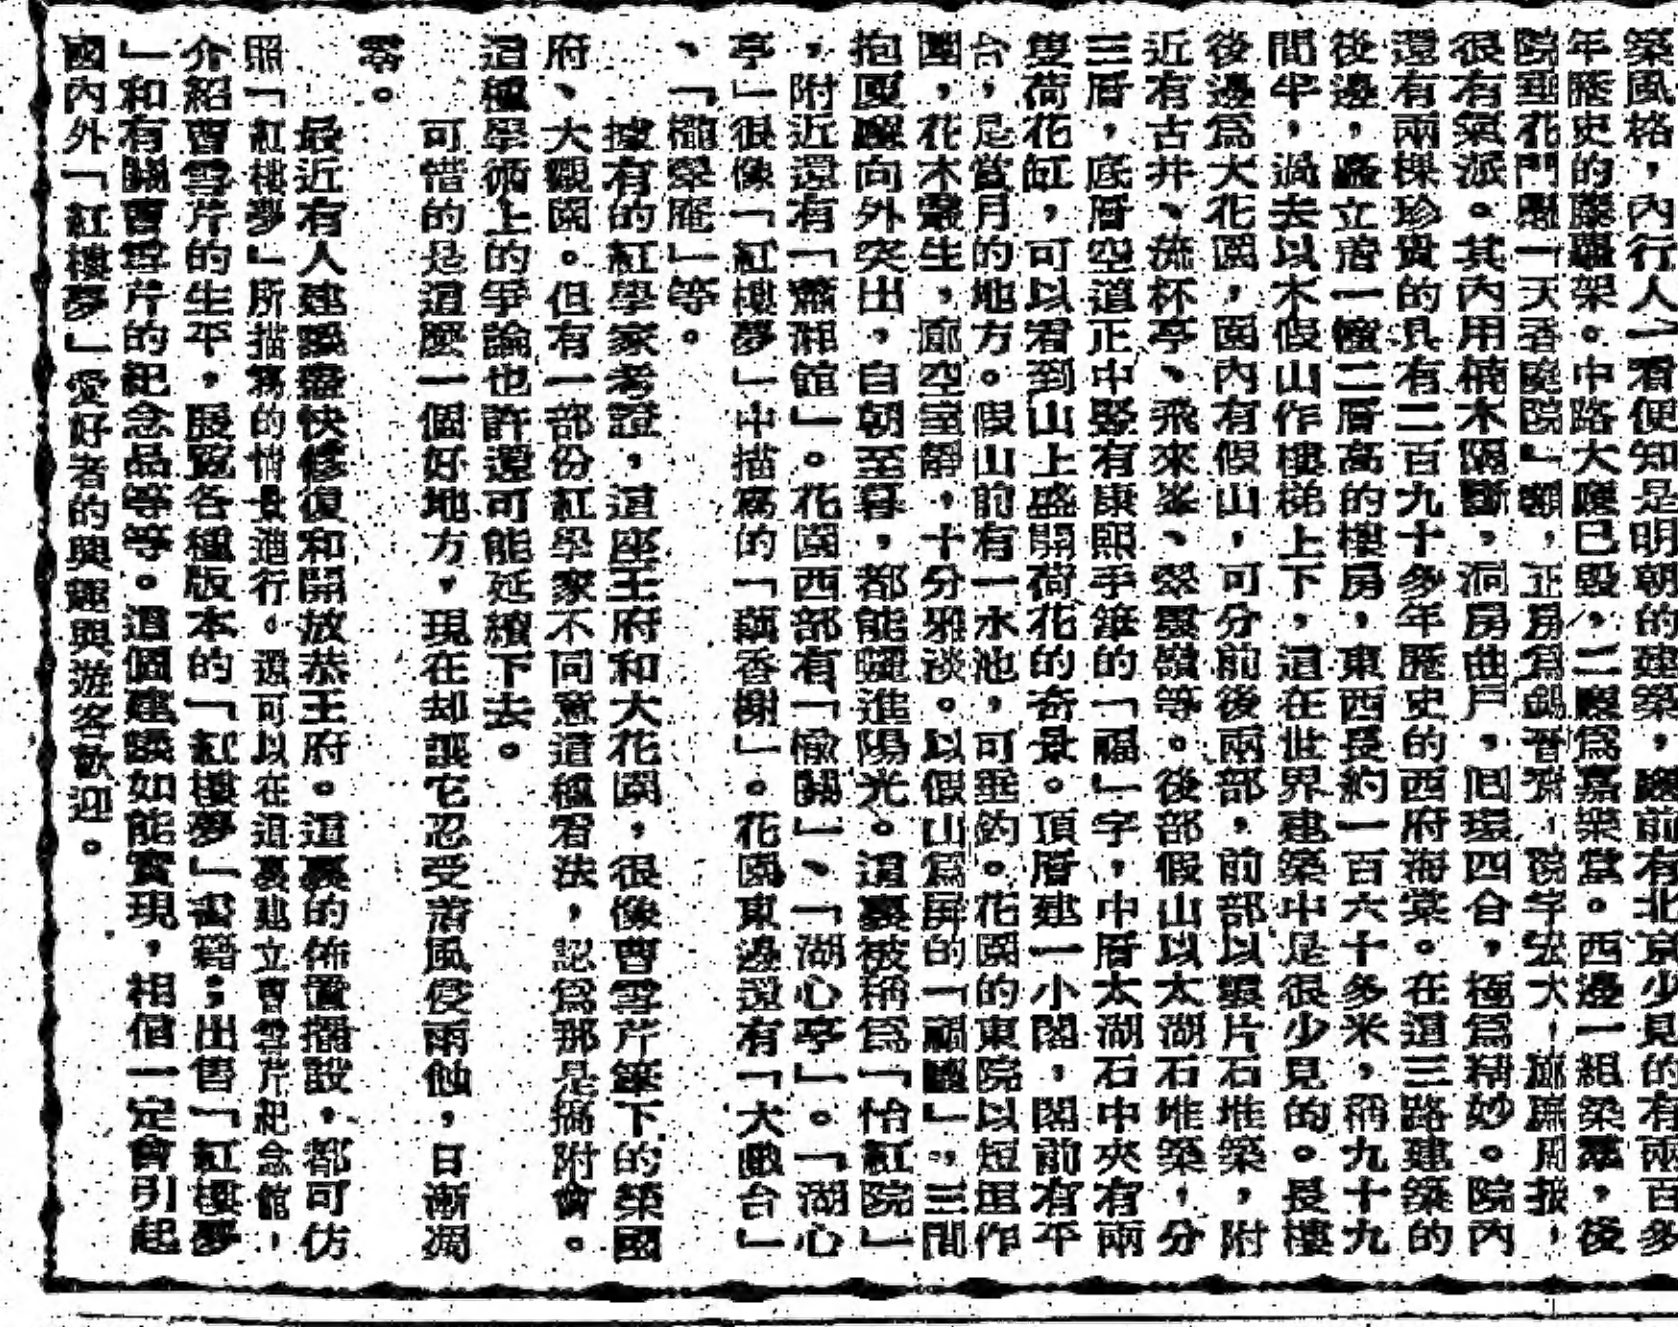 築風格，內行人一看便知是明朝的建築，廳前有北京少見的有兩百多
年歷史的藤蘿架。中路大廳已毀，二廳爲嘉樂堂。西邊一組梁，後
院垂花門懸一「天香庭院」額，正房爲錫晋齋，院宇宏大，廊廡周接，
很有氣派。其內用楠木隔斷，洞房曲戶，回環四合，極爲精妙。院內
還有兩棵珍貴的具有二百九十多年歷史的西府海棠。在這三路建築的
後邊，矗立着一幢二層高的樓房，東西長約一百六十多米，稱九十九
間半，過去以木假山作樓梯上下，這在世界建築中是很少見的。長樓
後邊爲大花園，園內有假山，可分前後兩部，前部以片石堆築，附
近有古井、流杯亭、飛來峯、翠雲嶺等。後部假山以太湖石堆築，分
三層，底層空道正中竪有康熙手筆的「福」字，中層太湖石中夾有兩
隻荷花缸，可以看到山上盛開荷花的奇景。頂層建一小閣，閣前有平
台，是當月的地方。假山前有一水池，可垂釣。花園的東院以短垣作
圍，花木叢生，廊空室靜，十分雅淡。以假山爲屏的「福廳」，三間
抱厦廳向外突出，自朝至暮，都能曬進陽光。這裏被稱爲「怡紅院」
，附近還有「瀟湘館」。花園西部有「榆關」、「湖心亭」。「湖心
亭」很像「紅樓夢」中描寫的「藕香榭」。花園東邊還有「大戲台」
、「櫳翠庵」等。
據有的紅學家考證，這座王府和大花園，很像曹雪芹筆下的榮國
府、大觀園。但有一部份紅學家不同意這種看法，認爲那是搞附會。
這種學術上的爭論也許還可能延續下去。
可惜的是這麼一個好地方，現在却讓它忍受著風侵雨蝕，日漸凋
零。
最近有人建議盡快修復和開放恭王府。這裏的佈置擺設，都可仿
照「紅樓夢」所描寫的情景進行。還可以在這裏建立曹雪芹紀念館，
介紹曹雪芹的生平，展覽各種版本的「紅樓夢」書籍；出售「紅樓夢
」和有關曹雪芹的紀念品等等。這個建議如能實現，相信一定會引起
國內外「紅樓夢」愛好者的興趣與遊客歡迎。